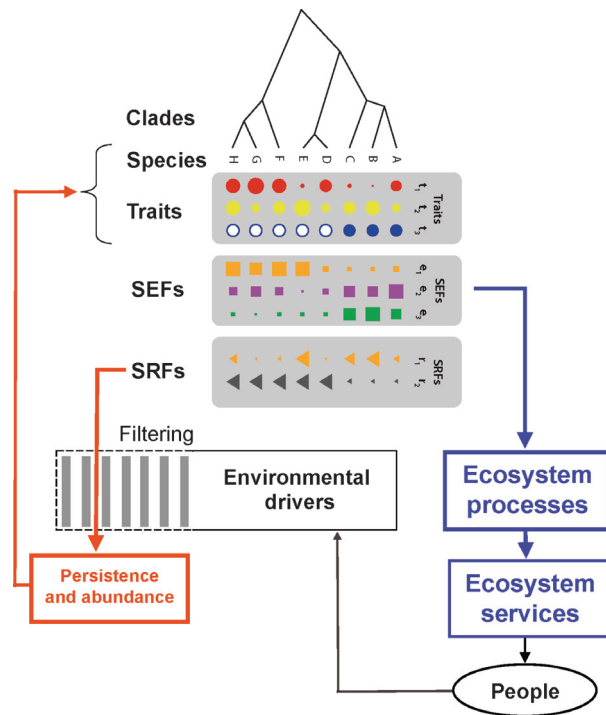 Clades
Species
H G F E D C B A
Traits
t1
t2
t3
Traits
SEFs
e1
e2
e3
SEFs
SRFs
r1
r2
SRFs
Filtering
Environmental
drivers
Ecosystem
processes
Persistence
and abundance
Ecosystem
services
People